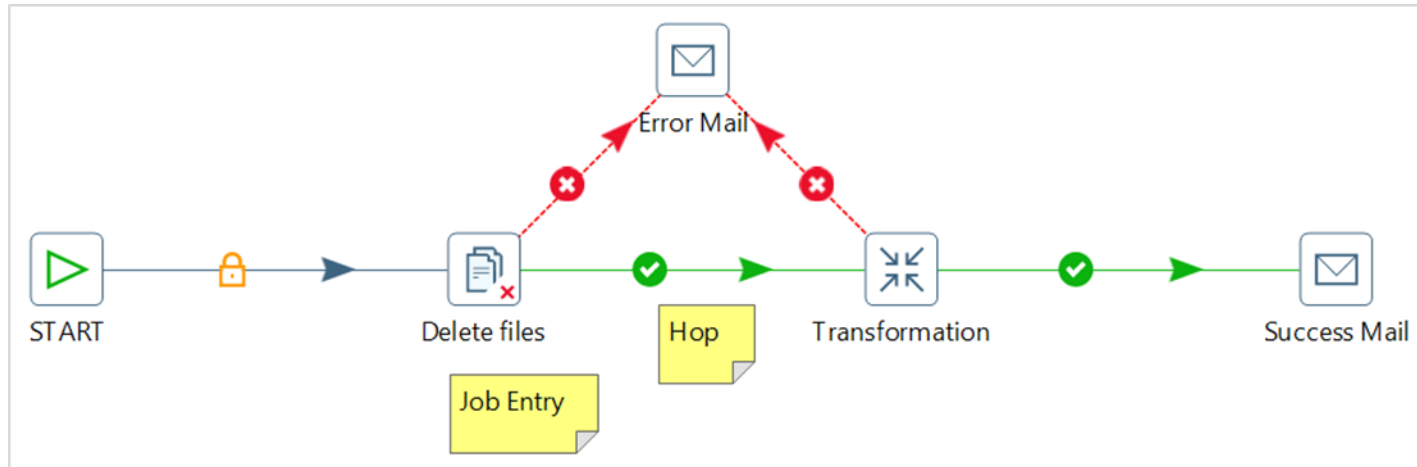 Error Mail
START
Delete files
Hop
Transformation
Success Mail
Job Entry